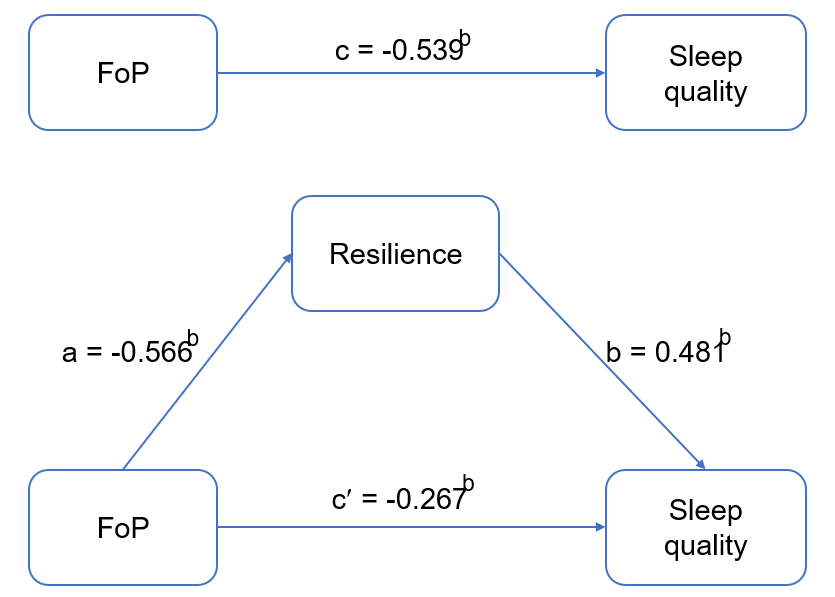 FoP
c = -0.539ᵇ
Sleep
quality
Resilience
a = -0.566ᵇ
b = 0.481ᵇ
FoP
c′ = -0.267ᵇ
Sleep
quality